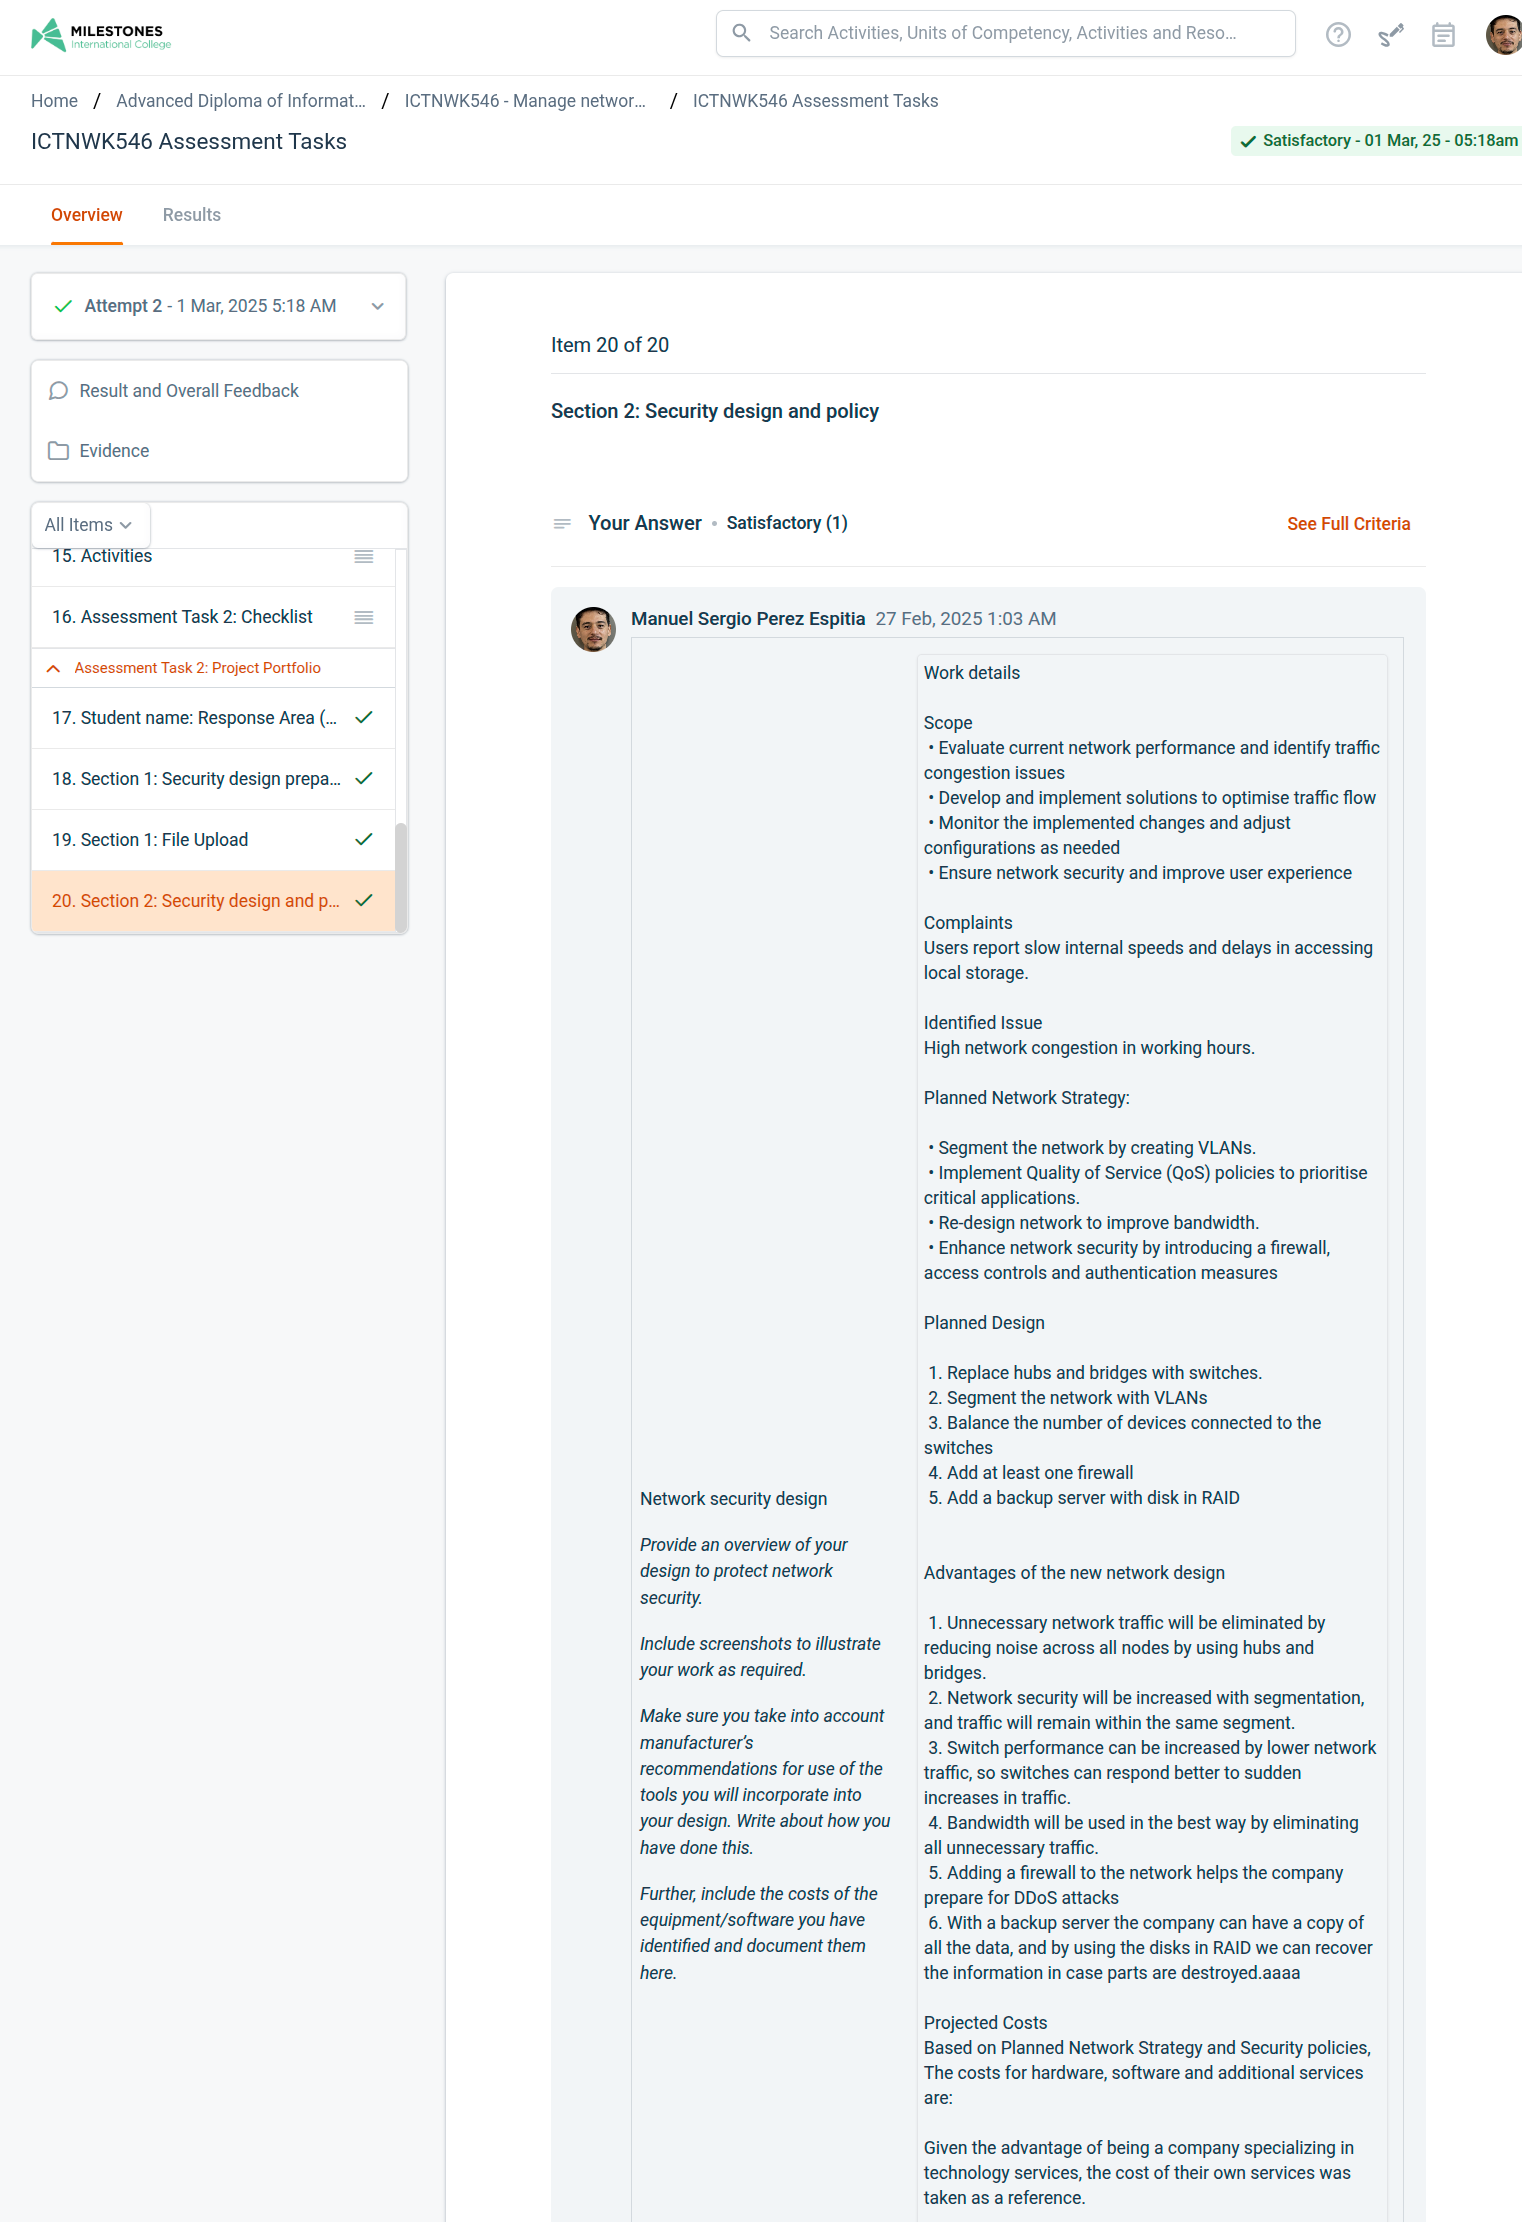 MILESTONES
International College
Search Activities, Units of Competency, Activities and Reso...
Home / Advanced Diploma of Informat... / ICTNWK546 - Manage networ... / ICTNWK546 Assessment Tasks
ICTNWK546 Assessment Tasks
Satisfactory - 01 Mar, 25 - 05:18am
Overview
Results
Attempt 2 - 1 Mar, 2025 5:18 AM
Result and Overall Feedback
Evidence
All Items
15. Activities
16. Assessment Task 2: Checklist
Assessment Task 2: Project Portfolio
17. Student name: Response Area (...
18. Section 1: Security design prepa...
19. Section 1: File Upload
20. Section 2: Security design and p...
Item 20 of 20
Section 2: Security design and policy
Your Answer • Satisfactory (1)
See Full Criteria
Manuel Sergio Perez Espitia 27 Feb, 2025 1:03 AM
Network security design
Provide an overview of your
design to protect network
security.
Include screenshots to illustrate
your work as required.
Make sure you take into account
manufacturer's
recommendations for use of the
tools you will incorporate into
your design. Write about how you
have done this.
Further, include the costs of the
equipment/software you have
identified and document them
here.
Work details
Scope
• Evaluate current network performance and identify traffic
congestion issues
• Develop and implement solutions to optimise traffic flow
• Monitor the implemented changes and adjust
configurations as needed
• Ensure network security and improve user experience
Complaints
Users report slow internal speeds and delays in accessing
local storage.
Identified Issue
High network congestion in working hours.
Planned Network Strategy:
• Segment the network by creating VLANs.
• Implement Quality of Service (QoS) policies to prioritise
critical applications.
• Re-design network to improve bandwidth.
• Enhance network security by introducing a firewall,
access controls and authentication measures
Planned Design
1. Replace hubs and bridges with switches.
2. Segment the network with VLANs
3. Balance the number of devices connected to the
switches
4. Add at least one firewall
5. Add a backup server with disk in RAID
Advantages of the new network design
1. Unnecessary network traffic will be eliminated by
reducing noise across all nodes by using hubs and
bridges.
2. Network security will be increased with segmentation,
and traffic will remain within the same segment.
3. Switch performance can be increased by lower network
traffic, so switches can respond better to sudden
increases in traffic.
4. Bandwidth will be used in the best way by eliminating
all unnecessary traffic.
5. Adding a firewall to the network helps the company
prepare for DDoS attacks
6. With a backup server the company can have a copy of
all the data, and by using the disks in RAID we can recover
the information in case parts are destroyed.aaaa
Projected Costs
Based on Planned Network Strategy and Security policies,
The costs for hardware, software and additional services
are:
Given the advantage of being a company specializing in
technology services, the cost of their own services was
taken as a reference.